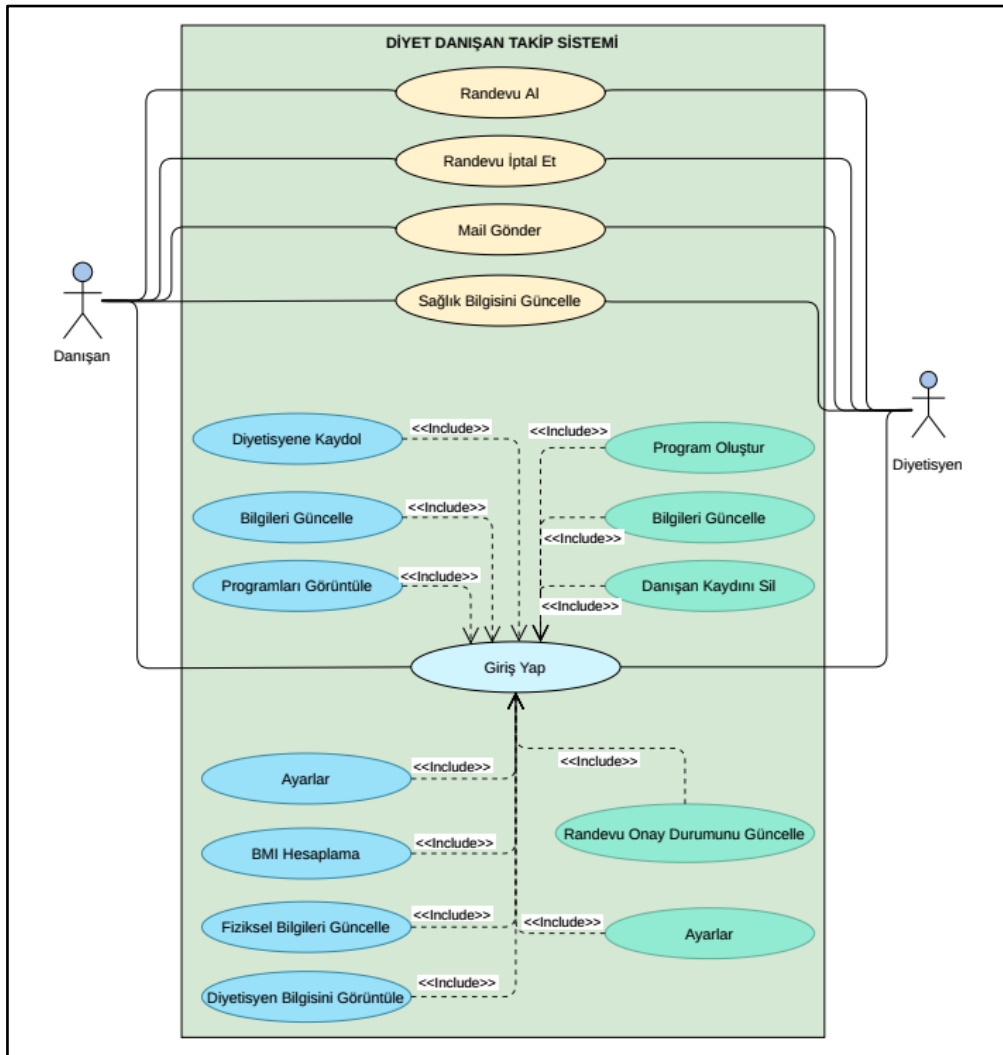 DİYET DANIŞAN TAKİP SİSTEMİ
Randevu Al
Randevu İptal Et
Mail Gönder
Sağlık Bilgisini Güncelle
Danışan
Diyetisyen
Diyetisyene Kaydol
<<Include>>
<<Include>>
Program Oluştur
Bilgileri Güncelle
<<Include>>
Bilgileri Güncelle
<<Include>>
Programları Görüntüle
<<Include>>
Danışan Kaydını Sil
<<Include>>
Giriş Yap
Ayarlar
<<Include>>
<<Include>>
Randevu Onay Durumunu Güncelle
BMI Hesaplama
<<Include>>
Fiziksel Bilgileri Güncelle
<<Include>>
<<Include>>
Ayarlar
Diyetisyen Bilgisini Görüntüle
<<Include>>